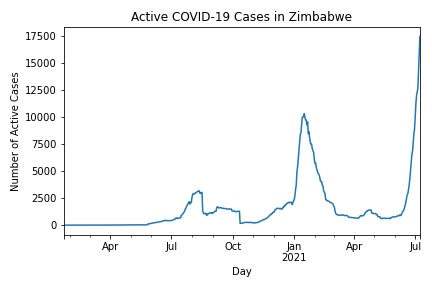 Active COVID-19 Cases in Zimbabwe
Number of Active Cases
17500
15000
12500
10000
7500
5000
2500
0
Apr
Jul
Oct
Jan
2021
Apr
Jul
Day